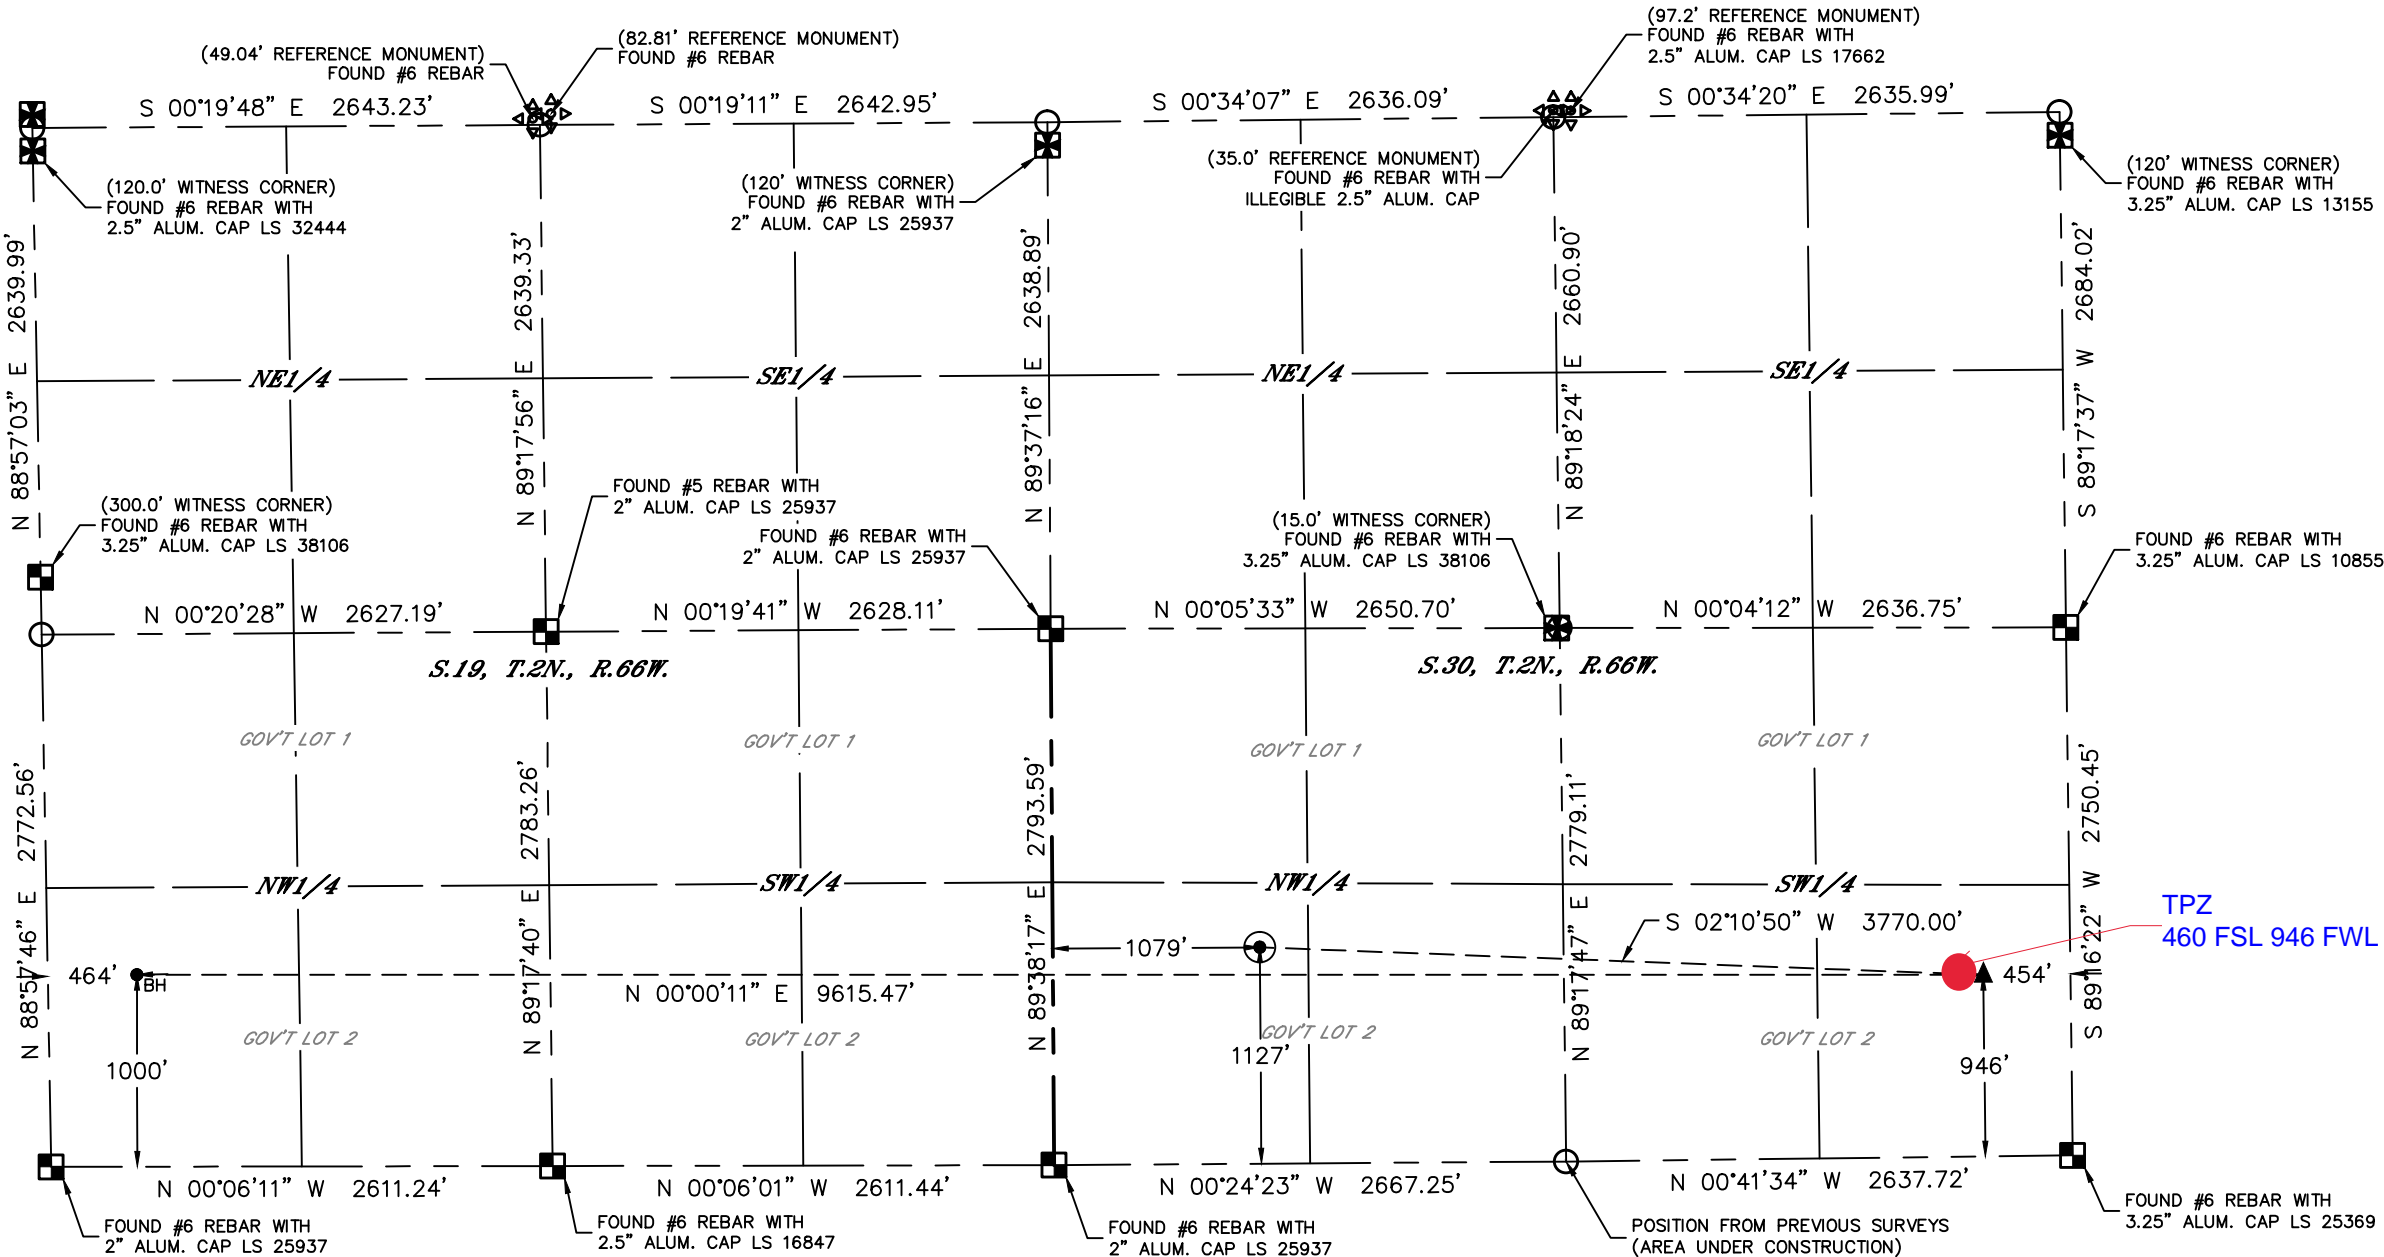 (49.04' REFERENCE MONUMENT)
FOUND #6 REBAR
(82.81' REFERENCE MONUMENT)
FOUND #6 REBAR
(97.2' REFERENCE MONUMENT)
FOUND #6 REBAR WITH
2.5" ALUM. CAP LS 17662
S 00°19'48" E 2643.23'
S 00°19'11" E 2642.95'
S 00°34'07" E 2636.09'
S 00°34'20" E 2635.99'
(120.0' WITNESS CORNER)
FOUND #6 REBAR WITH
2.5" ALUM. CAP LS 32444
(120' WITNESS CORNER)
FOUND #6 REBAR WITH
2" ALUM. CAP LS 25937
(35.0' REFERENCE MONUMENT)
FOUND #6 REBAR WITH
ILLEGIBLE 2.5" ALUM. CAP
(120' WITNESS CORNER)
FOUND #6 REBAR WITH
3.25" ALUM. CAP LS 13155
N 88°57'03" E 2639.99'
N 89°17'56" E 2639.33'
N 89°37'16" E 2638.89'
N 89°18'24" E 2660.90'
S 89°17'37" W 2684.02'
NE1/4
SE1/4
NE1/4
SE1/4
(300.0' WITNESS CORNER)
FOUND #6 REBAR WITH
3.25" ALUM. CAP LS 38106
FOUND #5 REBAR WITH
2" ALUM. CAP LS 25937
FOUND #6 REBAR WITH
2" ALUM. CAP LS 25937
(15.0' WITNESS CORNER)
FOUND #6 REBAR WITH
3.25" ALUM. CAP LS 38106
FOUND #6 REBAR WITH
3.25" ALUM. CAP LS 10855
N 00°20'28" W 2627.19'
N 00°19'41" W 2628.11'
N 00°05'33" W 2650.70'
N 00°04'12" W 2636.75'
S.19, T.2N., R.66W.
S.30, T.2N., R.66W.
GOV'T LOT 1
GOV'T LOT 1
GOV'T LOT 1
GOV'T LOT 1
N 88°57'46" E 2772.56'
N 89°17'40" E 2783.26'
N 89°38'17" E 2793.59'
N 89°17'47" E 2779.11'
S 89°16'22" W 2750.45'
NW1/4
SW1/4
NW1/4
SW1/4
TPZ
460 FSL 946 FWL
S 02°10'50" W 3770.00'
1079'
464'
BH
454'
N 00°00'11" E 9615.47'
GOV'T LOT 2
GOV'T LOT 2
GOV'T LOT 2
GOV'T LOT 2
1000'
1127'
946'
N 00°06'11" W 2611.24'
N 00°06'01" W 2611.44'
N 00°24'23" W 2667.25'
N 00°41'34" W 2637.72'
FOUND #6 REBAR WITH
2" ALUM. CAP LS 25937
FOUND #6 REBAR WITH
2.5" ALUM. CAP LS 16847
FOUND #6 REBAR WITH
2" ALUM. CAP LS 25937
POSITION FROM PREVIOUS SURVEYS
(AREA UNDER CONSTRUCTION)
FOUND #6 REBAR WITH
3.25" ALUM. CAP LS 25369